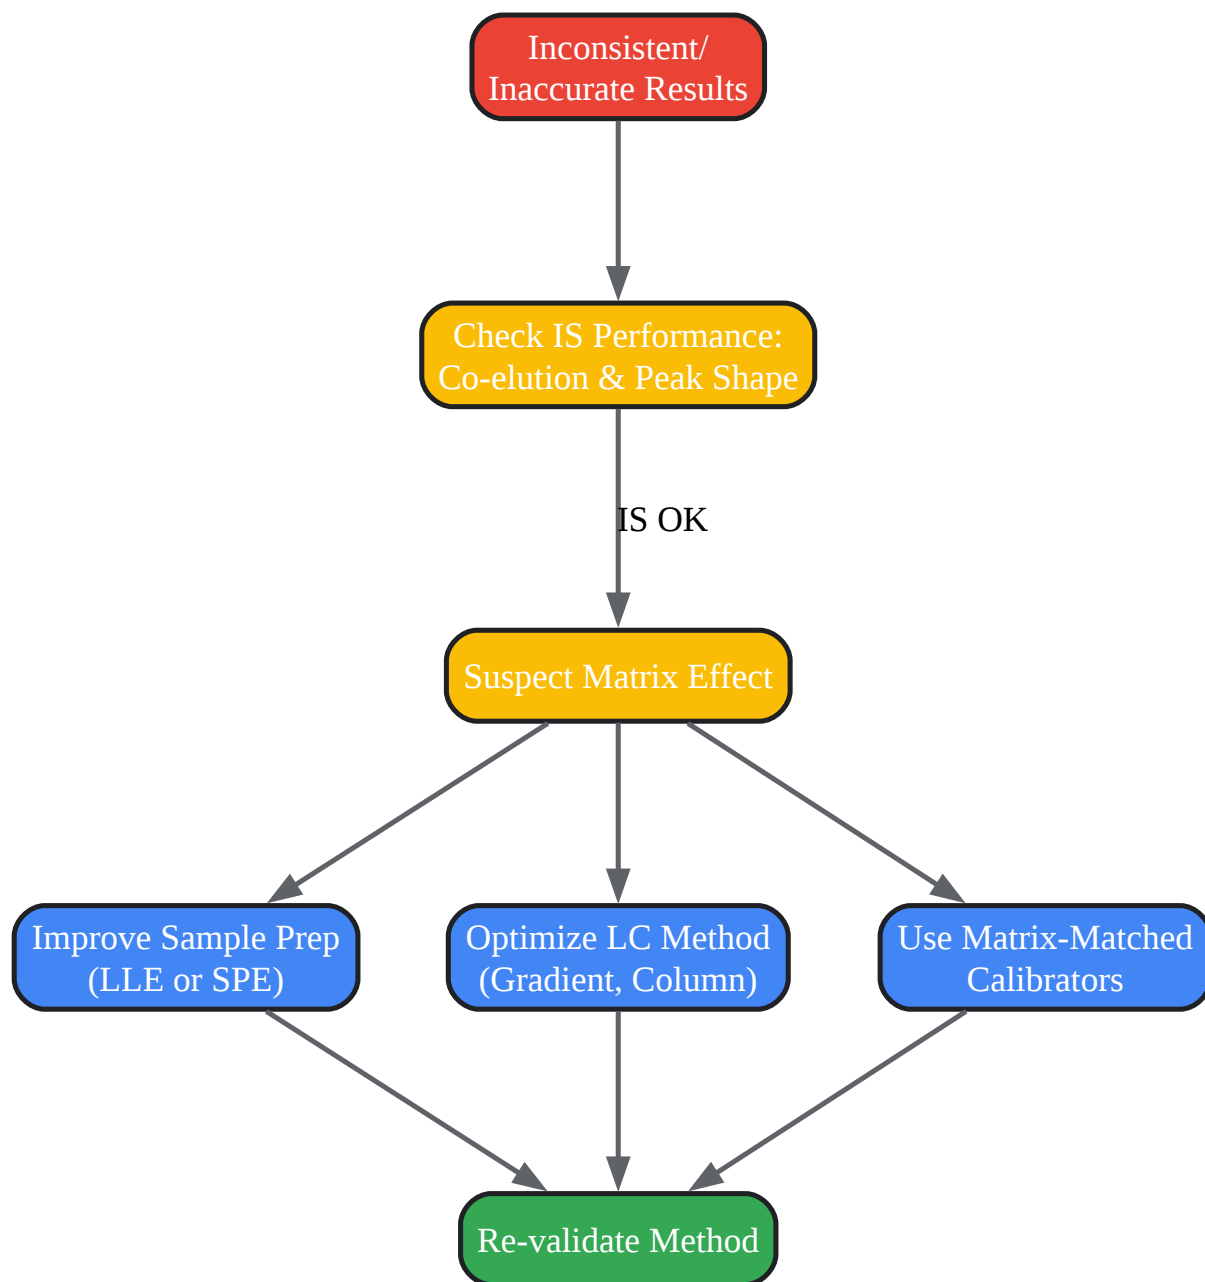 Inconsistent/
Inaccurate Results
Check IS Performance:
Co-elution & Peak Shape
IS OK
Suspect Matrix Effect
Improve Sample Prep
(LLE or SPE)
Optimize LC Method
(Gradient, Column)
Use Matrix-Matched
Calibrators
Re-validate Method